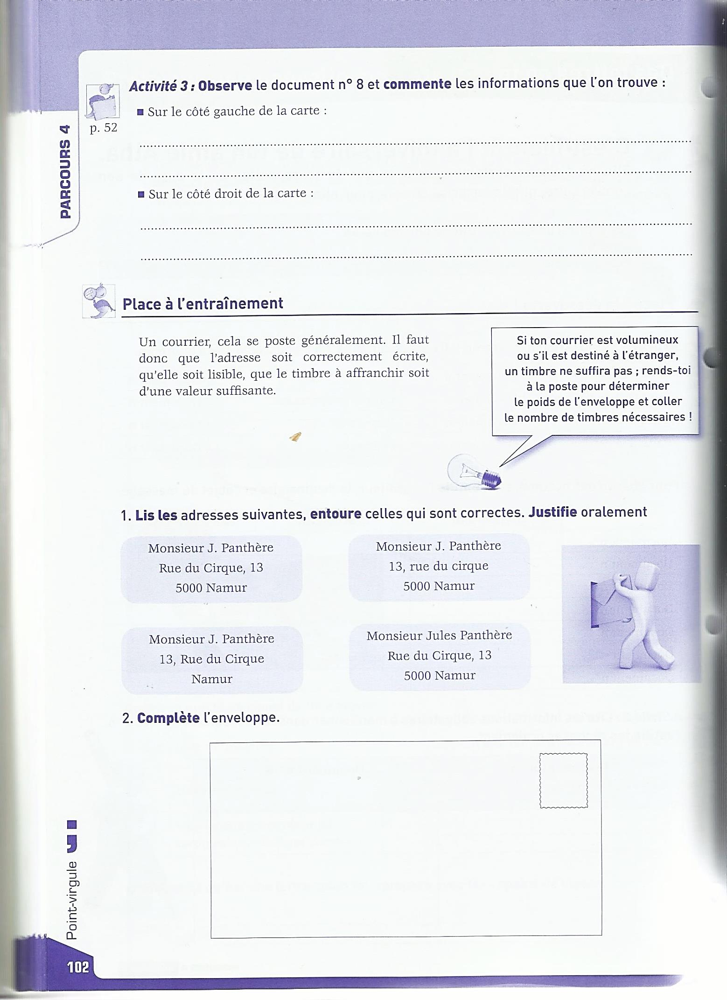 Activité 3 : Observe le document n° 8 et commente les informations que l'on trouve :
■ Sur le côté gauche de la carte :
p. 52
■ Sur le côté droit de la carte :
PARCOURS 4
Place à l'entraînement
Un courrier, cela se poste généralement. Il faut
donc que l'adresse soit correctement écrite,
qu'elle soit lisible, que le timbre à affranchir soit
d'une valeur suffisante.
Si ton courrier est volumineux
ou s'il est destiné à l'étranger,
un timbre ne suffira pas ; rends-toi
à la poste pour déterminer
le poids de l'enveloppe et coller
le nombre de timbres nécessaires !
1. Lis les adresses suivantes, entoure celles qui sont correctes. Justifie oralement
Monsieur J. Panthère
Rue du Cirque, 13
5000 Namur
Monsieur J. Panthère
13, rue du cirque
5000 Namur
Monsieur J. Panthère
13, Rue du Cirque
Namur
Monsieur Jules Panthère
Rue du Cirque, 13
5000 Namur
2. Complète l'enveloppe.
Point-virgule
102